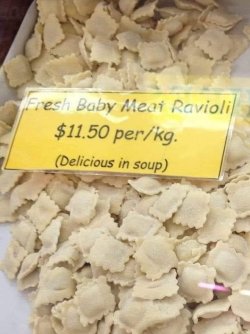 Fresh Baby Meat Ravioli
$11.50 per/kg.
(Delicious in soup)